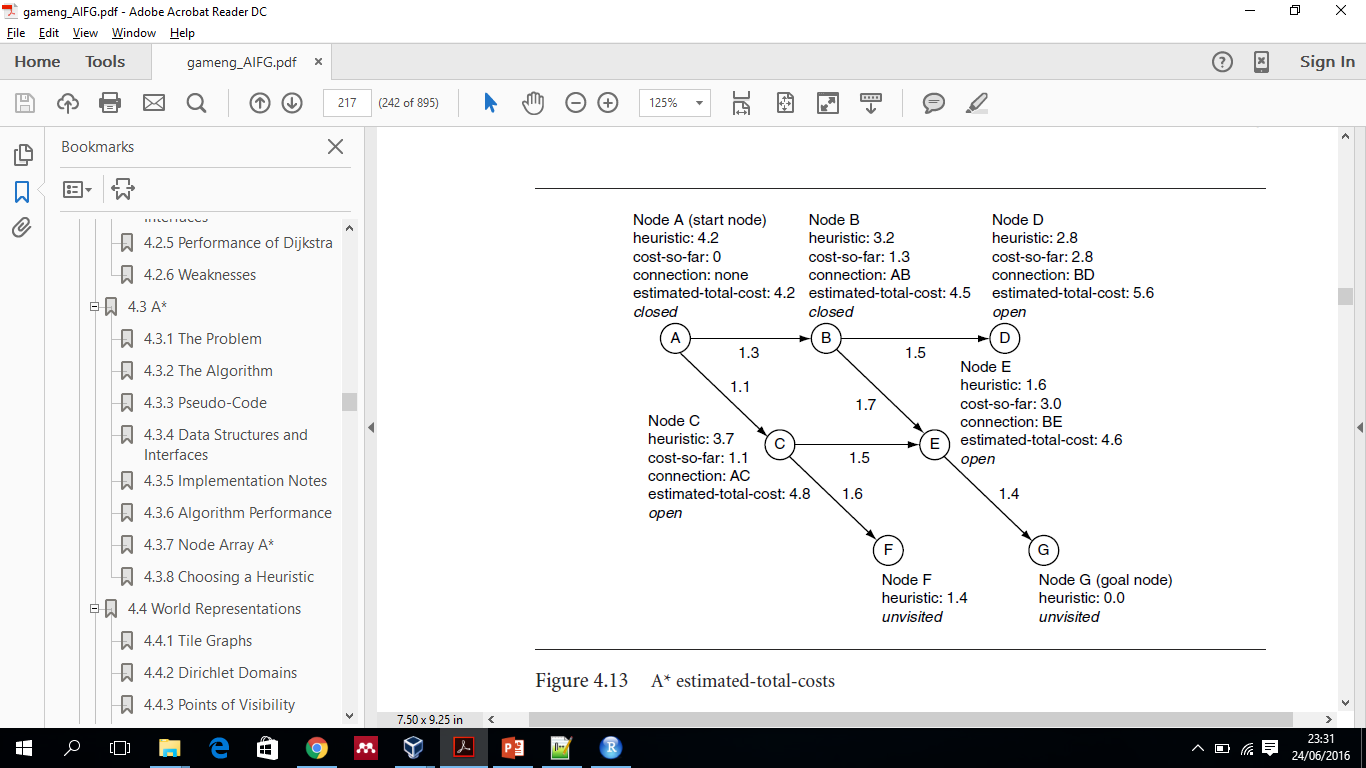 gameng_AIFG.pdf - Adobe Acrobat Reader DC
File Edit View Window Help
Home Tools gameng_AIFG.pdf × Sign In
217 (242 of 895) 125%
Bookmarks
Interfaces
4.2.5 Performance of Dijkstra
4.2.6 Weaknesses
4.3 A*
4.3.1 The Problem
4.3.2 The Algorithm
4.3.3 Pseudo-Code
4.3.4 Data Structures and
Interfaces
4.3.5 Implementation Notes
4.3.6 Algorithm Performance
4.3.7 Node Array A*
4.3.8 Choosing a Heuristic
4.4 World Representations
4.4.1 Tile Graphs
4.4.2 Dirichlet Domains
4.4.3 Points of Visibility
Node A (start node)
heuristic: 4.2
cost-so-far: 0
connection: none
estimated-total-cost: 4.2
closed
Node B
heuristic: 3.2
cost-so-far: 1.3
connection: AB
estimated-total-cost: 4.5
closed
Node D
heuristic: 2.8
cost-so-far: 2.8
connection: BD
estimated-total-cost: 5.6
open
A
1.3
B
1.5
D
1.1
1.7
Node E
heuristic: 1.6
cost-so-far: 3.0
connection: BE
estimated-total-cost: 4.6
open
Node C
heuristic: 3.7
cost-so-far: 1.1
connection: AC
estimated-total-cost: 4.8
open
C
1.5
E
1.6
1.4
F
G
Node F
heuristic: 1.4
unvisited
Node G (goal node)
heuristic: 0.0
unvisited
Figure 4.13 A* estimated-total-costs
7.50 x 9.25 in
23:31
24/06/2016